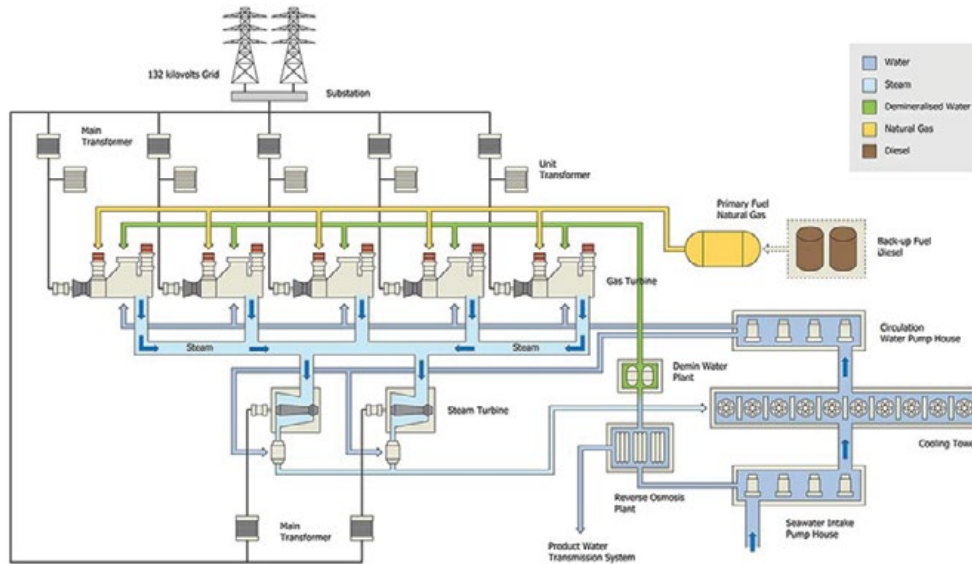 132 kilovolts Grid
Substation
Water
Steam
Demineralised Water
Natural Gas
Diesel
Main
Transformer
Unit
Transformer
Primary Fuel
Natural Gas
Back-up Fuel
Diesel
Gas Turbine
Circulation
Water Pump House
Steam
Steam
Demin Water
Plant
Steam Turbine
Cooling Towe
Reverse Osmosis
Plant
Seawater Intake
Pump House
Main
Transformer
Product Water
Transmission System